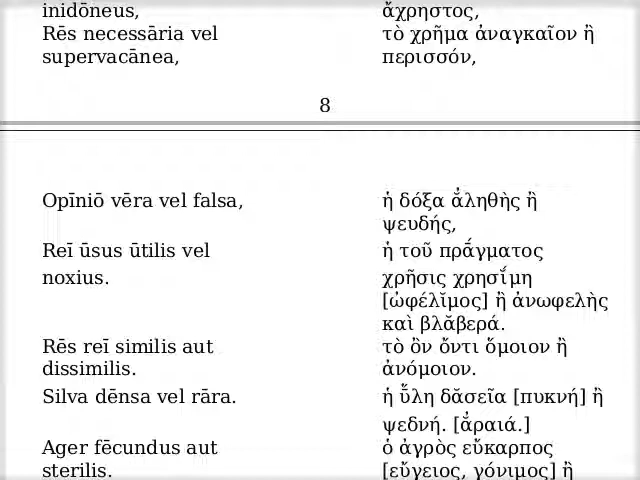 inidōneus,
ἄχρηστος,
Rēs necessāria vel
τὸ χρῆμα ἀναγκαῖον ἢ
supervacānea,
περισσόν,
8
Opīniō vēra vel falsa,
ἡ δόξα ἀ̆ληθὴς ἢ
ψευδής,
Reī ūsus ūtilis vel
ἡ τοῦ πρᾱ́γματος
noxius.
χρῆσις χρησῐ́μη
[ὠφέλῐμος] ἢ ἀνωφελὴς
καὶ βλᾰβερά.
Rēs reī similis aut
τὸ ὂν ὄντι ὅμοιον ἢ
dissimilis.
ἀνόμοιον.
Silva dēnsa vel rāra.
ἡ ῡ̔́λη δᾰσεῖα [πυκνή] ἢ
ψεδνή. [ἀ̆ραιά.]
Ager fēcundus aut
ὁ ἀγρὸς εὔκαρπος
sterilis.
[εὔγειος, γόνιμος] ἢ